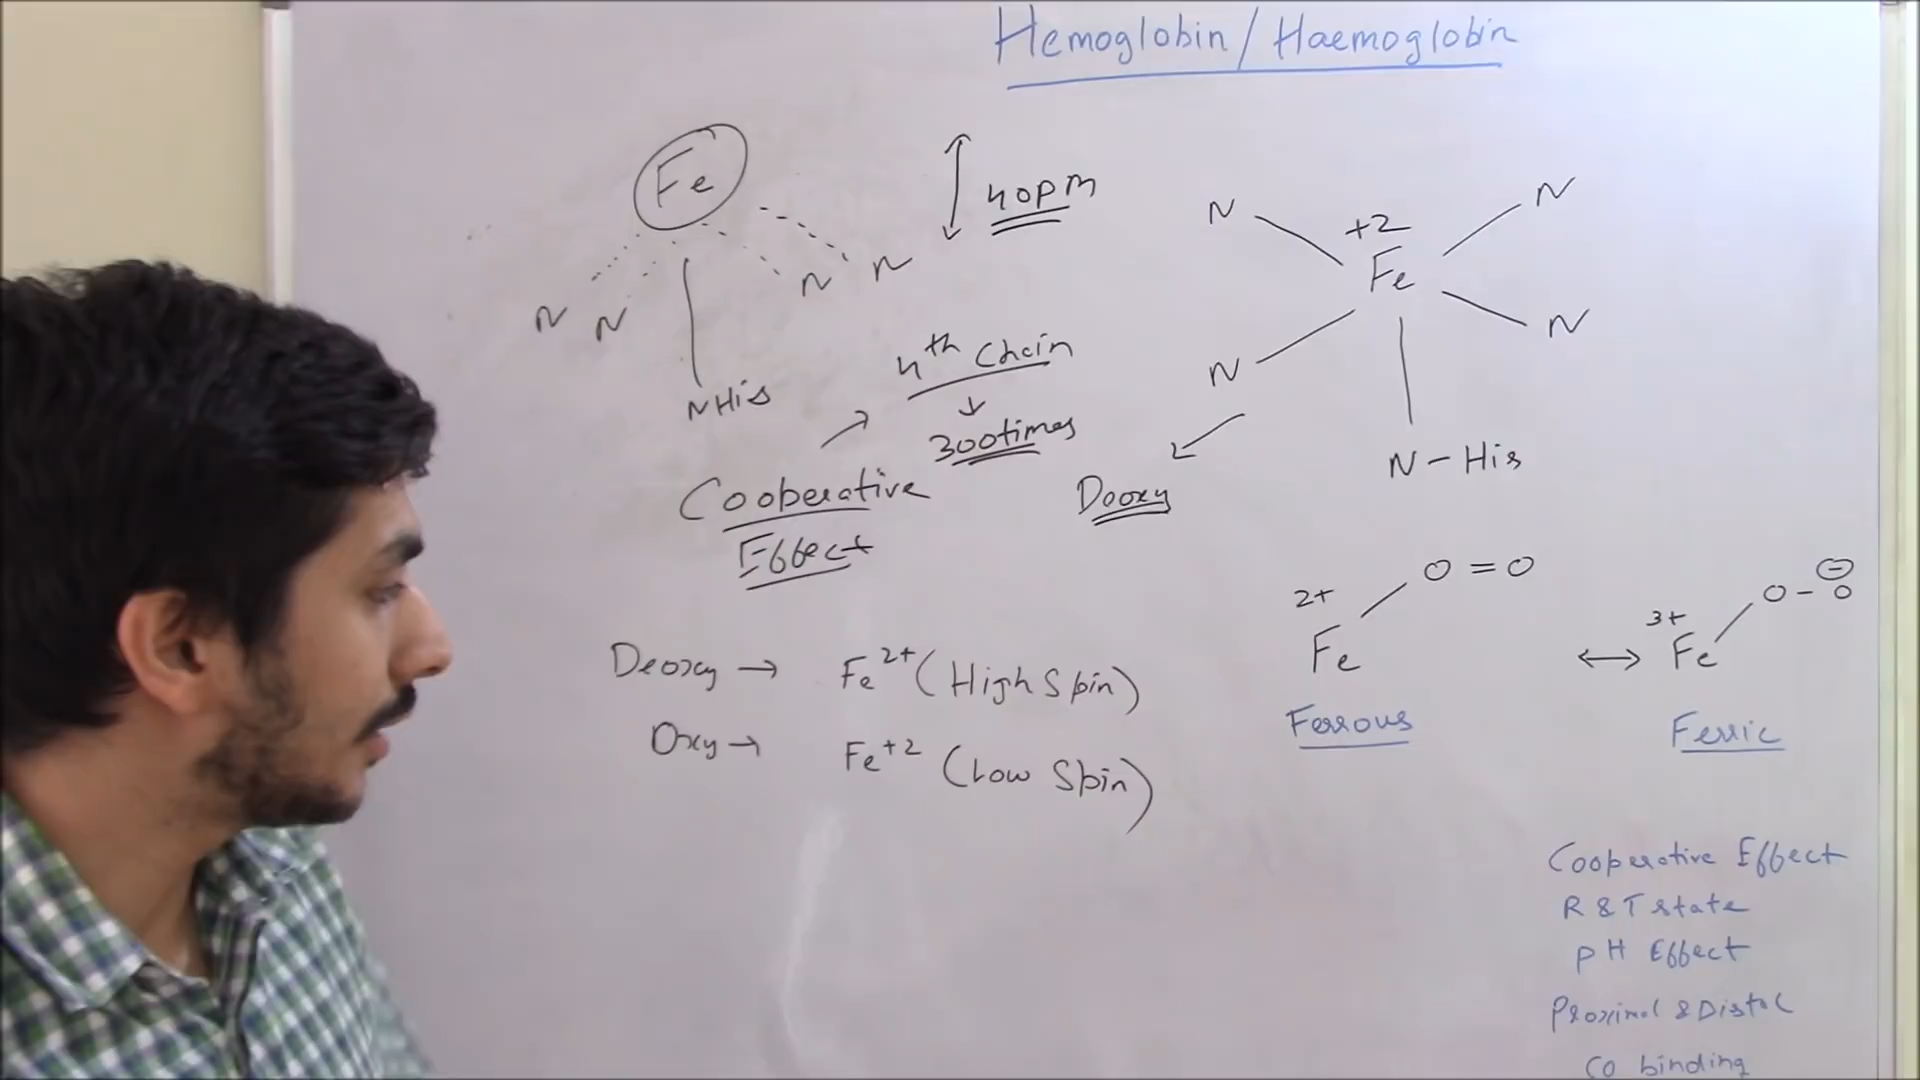 Hemoglobin/Haemoglobin
Fe
40pm
N
N
N
N
NHis
N
N
+2
Fe
N
N
N-His
4th Chain
300times
Cooperative
Effect
Dooxy
2+
Fe
O=O
3+
Fe
O-O
Ferrous
Ferric
Deoxy → Fe2+ (High Spin)
Oxy → Fe+2 (Low Spin)
Cooperative Effect
R & T state
pH Effect
Proximal & Distal
CO binding